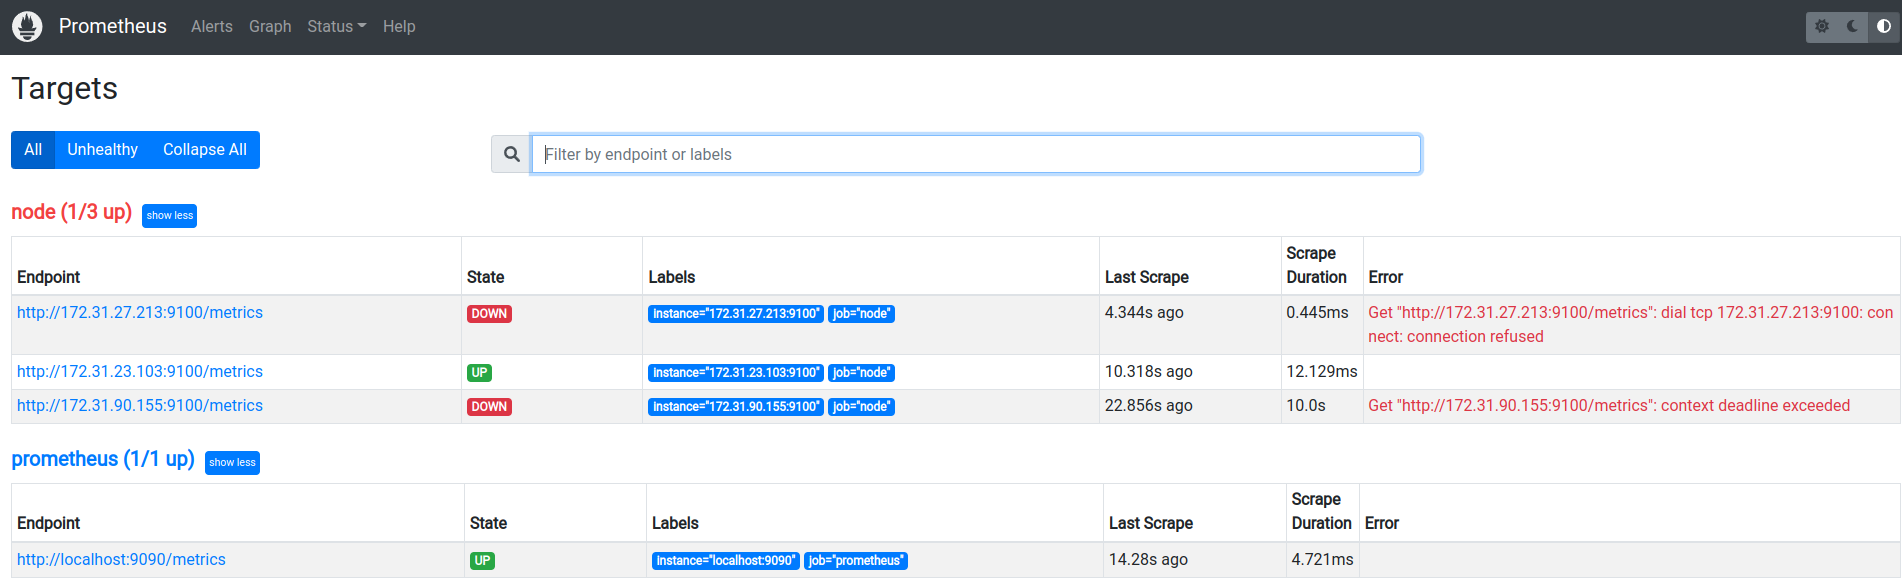 Prometheus Alerts Graph Status Help
Targets
All Unhealthy Collapse All
Filter by endpoint or labels
node (1/3 up) show less
Endpoint State Labels Last Scrape Scrape Duration Error
http://172.31.27.213:9100/metrics DOWN instance="172.31.27.213:9100" job="node" 4.344s ago 0.445ms Get "http://172.31.27.213:9100/metrics": dial tcp 172.31.27.213:9100: con
nect: connection refused
http://172.31.23.103:9100/metrics UP instance="172.31.23.103:9100" job="node" 10.318s ago 12.129ms
http://172.31.90.155:9100/metrics DOWN instance="172.31.90.155:9100" job="node" 22.856s ago 10.0s Get "http://172.31.90.155:9100/metrics": context deadline exceeded
prometheus (1/1 up) show less
Endpoint State Labels Last Scrape Scrape Duration Error
http://localhost:9090/metrics UP instance="localhost:9090" job="prometheus" 14.28s ago 4.721ms